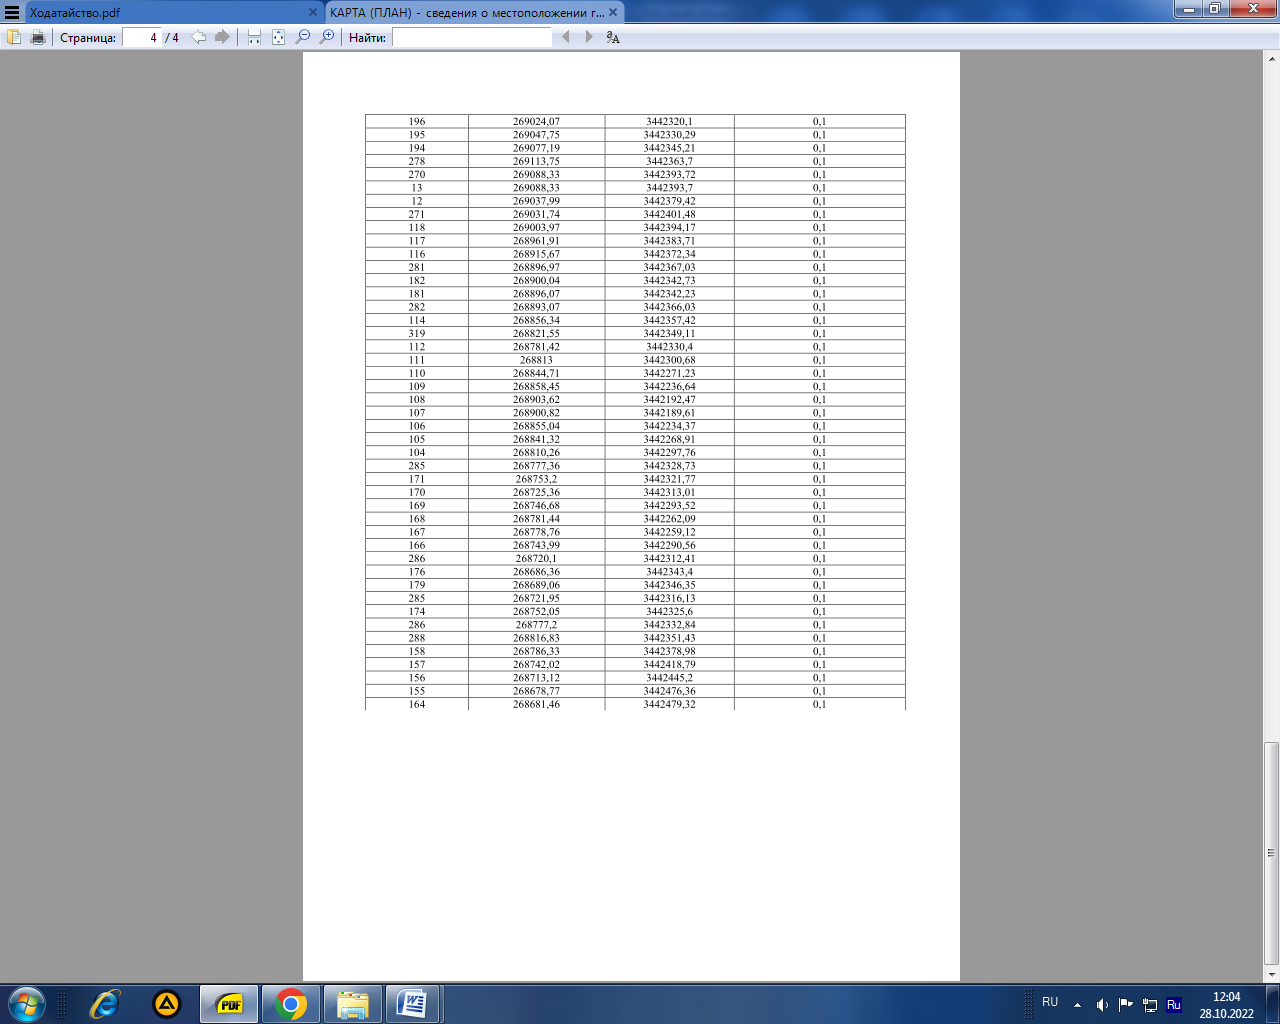 Ходатайство.pdf
КАРТА (ПЛАН) - сведения о местоположении г...
Страница: 4 / 4 Найти:
196 269024,07 3442320,1 0,1
195 269047,75 3442330,29 0,1
194 269077,19 3442345,21 0,1
278 269113,75 3442363,7 0,1
270 269088,33 3442393,72 0,1
13 269088,33 3442393,7 0,1
12 269037,99 3442379,42 0,1
271 269031,74 3442401,48 0,1
118 269003,97 3442394,17 0,1
117 268961,91 3442383,71 0,1
116 268915,67 3442372,34 0,1
281 268896,97 3442367,03 0,1
182 268900,04 3442342,73 0,1
181 268896,07 3442342,23 0,1
282 268893,07 3442366,03 0,1
114 268856,34 3442357,42 0,1
319 268821,55 3442349,11 0,1
112 268781,42 3442330,4 0,1
111 268813 3442300,68 0,1
110 268844,71 3442271,23 0,1
109 268858,45 3442236,64 0,1
108 268903,62 3442192,47 0,1
107 268900,82 3442189,61 0,1
106 268855,04 3442234,37 0,1
105 268841,32 3442268,91 0,1
104 268810,26 3442297,76 0,1
285 268777,36 3442328,73 0,1
171 268753,2 3442321,77 0,1
170 268725,36 3442313,01 0,1
169 268746,68 3442293,52 0,1
168 268781,44 3442262,09 0,1
167 268778,76 3442259,12 0,1
166 268743,99 3442290,56 0,1
286 268720,1 3442312,41 0,1
176 268686,36 3442343,4 0,1
179 268689,06 3442346,35 0,1
285 268721,95 3442316,13 0,1
174 268752,05 3442325,6 0,1
286 268777,2 3442332,84 0,1
288 268816,83 3442351,43 0,1
158 268786,33 3442378,98 0,1
157 268742,02 3442418,79 0,1
156 268713,12 3442445,2 0,1
155 268678,77 3442476,36 0,1
164 268681,46 3442479,32 0,1
PDF
RU
Ru
12:04
28.10.2022